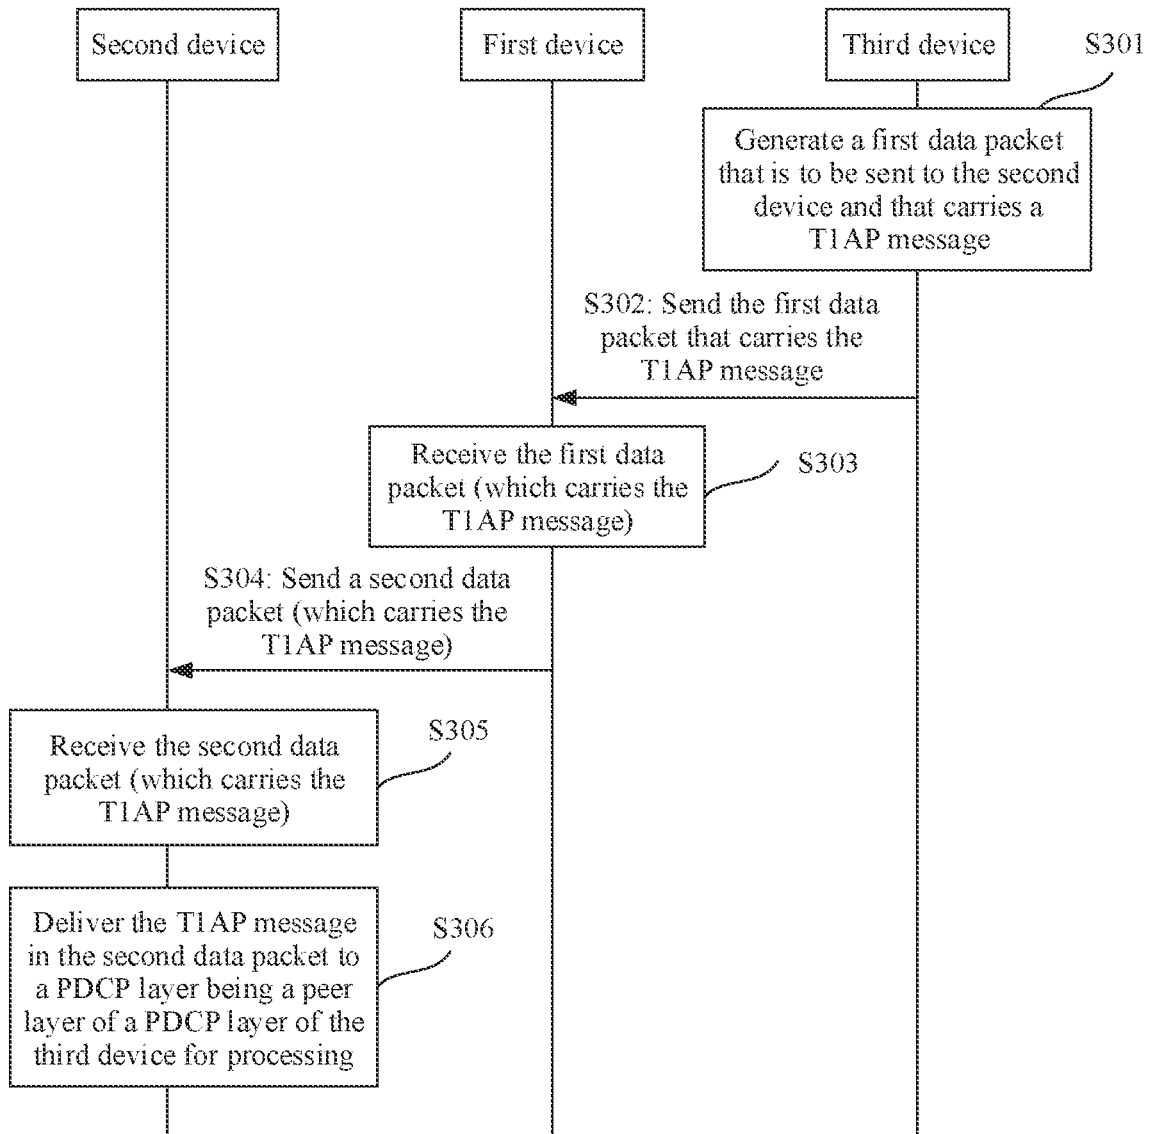 Second device
First device
Third device
S301
Generate a first data packet
that is to be sent to the second
device and that carries a
T1AP message
S302: Send the first data
packet that carries the
T1AP message
Receive the first data
packet (which carries the
T1AP message)
S303
S304: Send a second data
packet (which carries the
T1AP message)
Receive the second data
packet (which carries the
T1AP message)
S305
Deliver the T1AP message
in the second data packet to
a PDCP layer being a peer
layer of a PDCP layer of the
third device for processing
S306